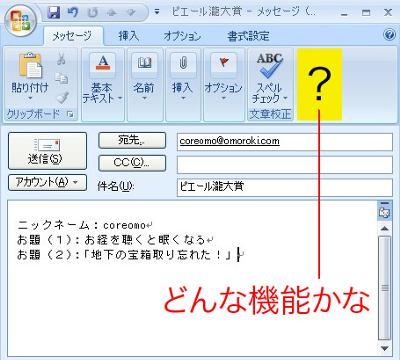 ピエール瀧大賞 - メッセージ (...
メッセージ 挿入 オプション 書式設定
貼り付け
基本テキスト
名前
挿入
オプション
ABC
スペルチェック
クリップボード
文章校正
?
送信(S)
宛先...
coreomo@omoroki.com
CC(C)...
アカウント(A)
件名(U):
ピエール瀧大賞
ニックネーム:coreomo
お題(1):お経を聴くと眠くなる
お題(2):「地下の宝箱取り忘れた!」
どんな機能かな